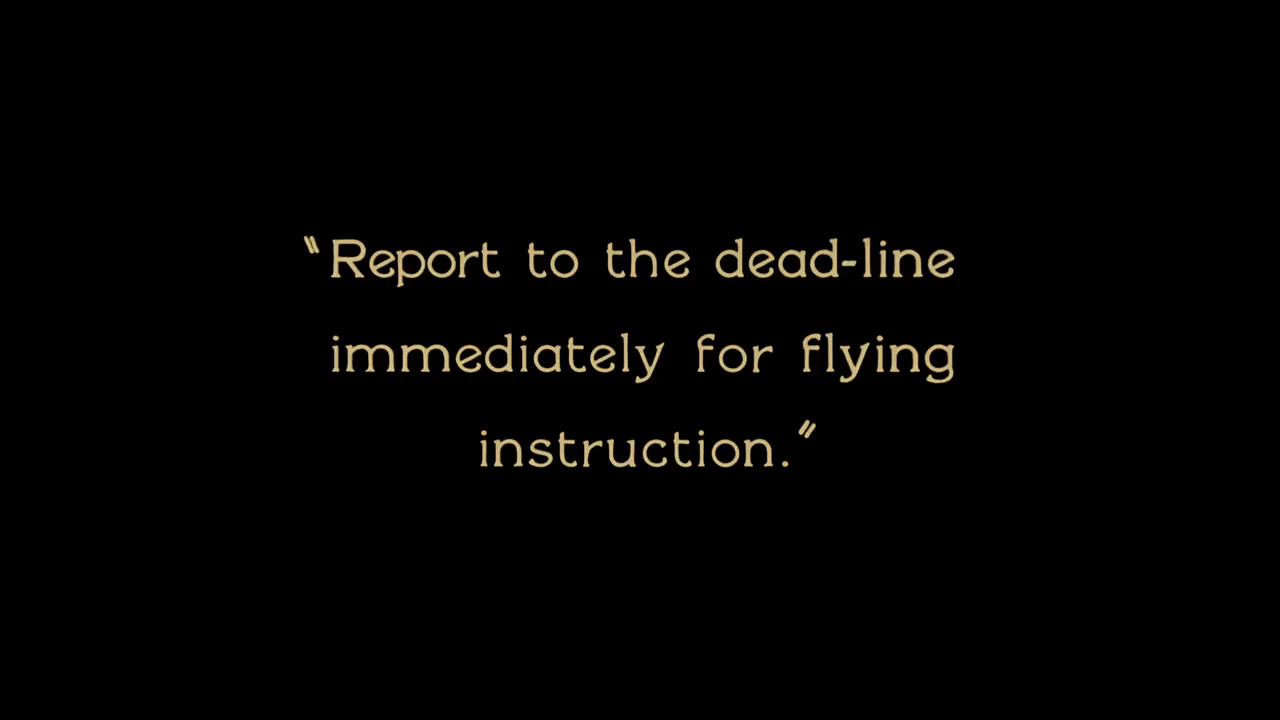 "Report to the dead-line
immediately for flying
instruction."